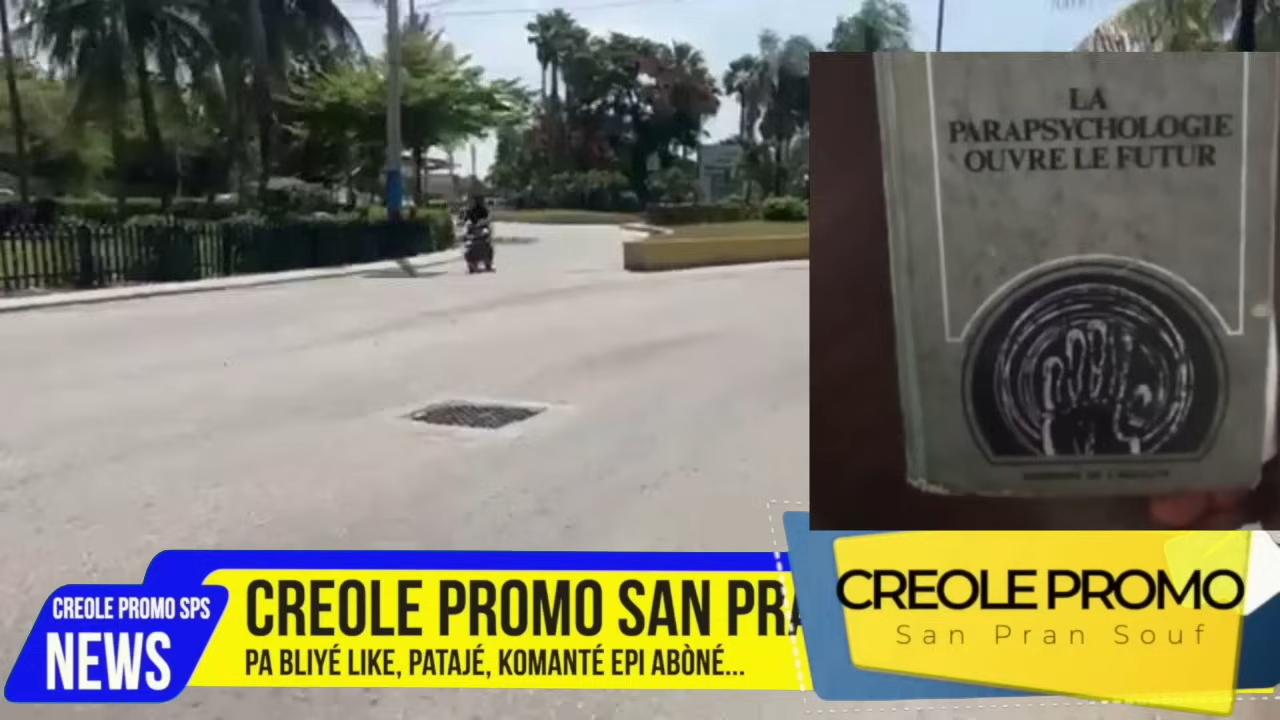 LA
PARAPSYCHOLOGIE
OUVRE LE FUTUR
CREOLE PROMO SPS
NEWS
CREOLE PROMO SAN PRA
PA BLIYÉ LIKE, PATAJÉ, KOMANTÉ EPI ABÒNÉ...
CREOLE PROMO
San Pran Souf